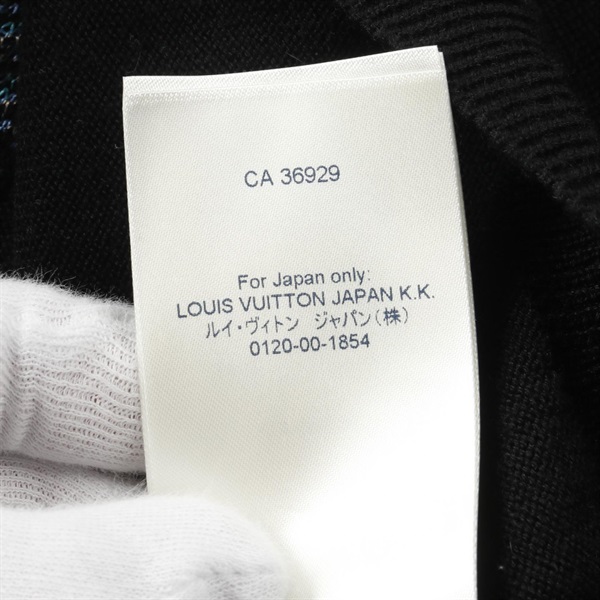 CA 36929
For Japan only:
LOUIS VUITTON JAPAN K.K.
ルイ・ヴィトン ジャパン(株)
0120-00-1854